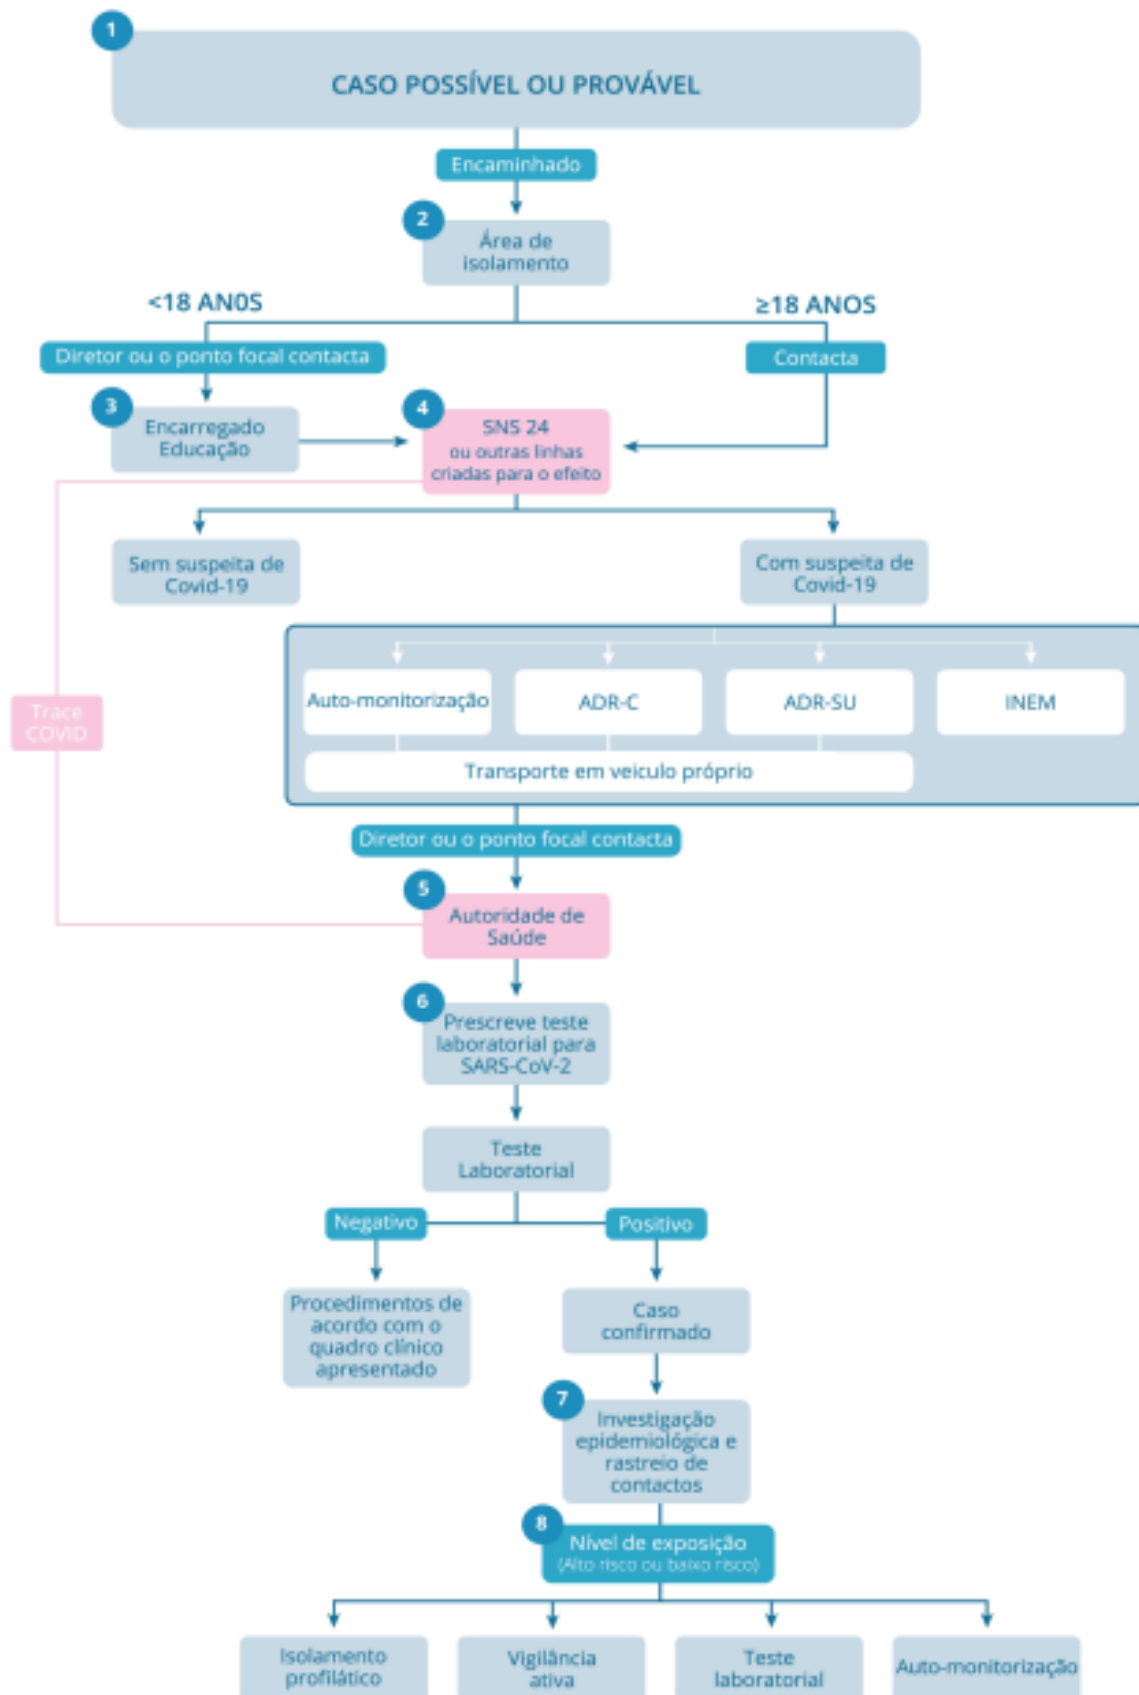 1
CASO POSSÍVEL OU PROVÁVEL
Encaminhado
2
Área de
isolamento
<18 AN0S
≥18 ANOS
Diretor ou o ponto focal contacta
Contacta
3
Encarregado
Educação
4
SNS 24
ou outras linhas
criadas para o efeito
Sem suspeita de
Covid-19
Com suspeita de
Covid-19
Trace
COVID
Auto-monitorização
ADR-C
ADR-SU
INEM
Transporte em veiculo próprio
Diretor ou o ponto focal contacta
5
Autoridade de
Saúde
6
Prescreve teste
laboratorial para
SARS-CoV-2
Teste
Laboratorial
Negativo
Positivo
Procedimentos de
acordo com o
quadro clínico
apresentado
Caso
confirmado
7
Investigação
epidemiológica e
rastreio de
contactos
8
Nível de exposição
(Alto risco ou baixo risco)
Isolamento
profilático
Vigilância
ativa
Teste
laboratorial
Auto-monitorização